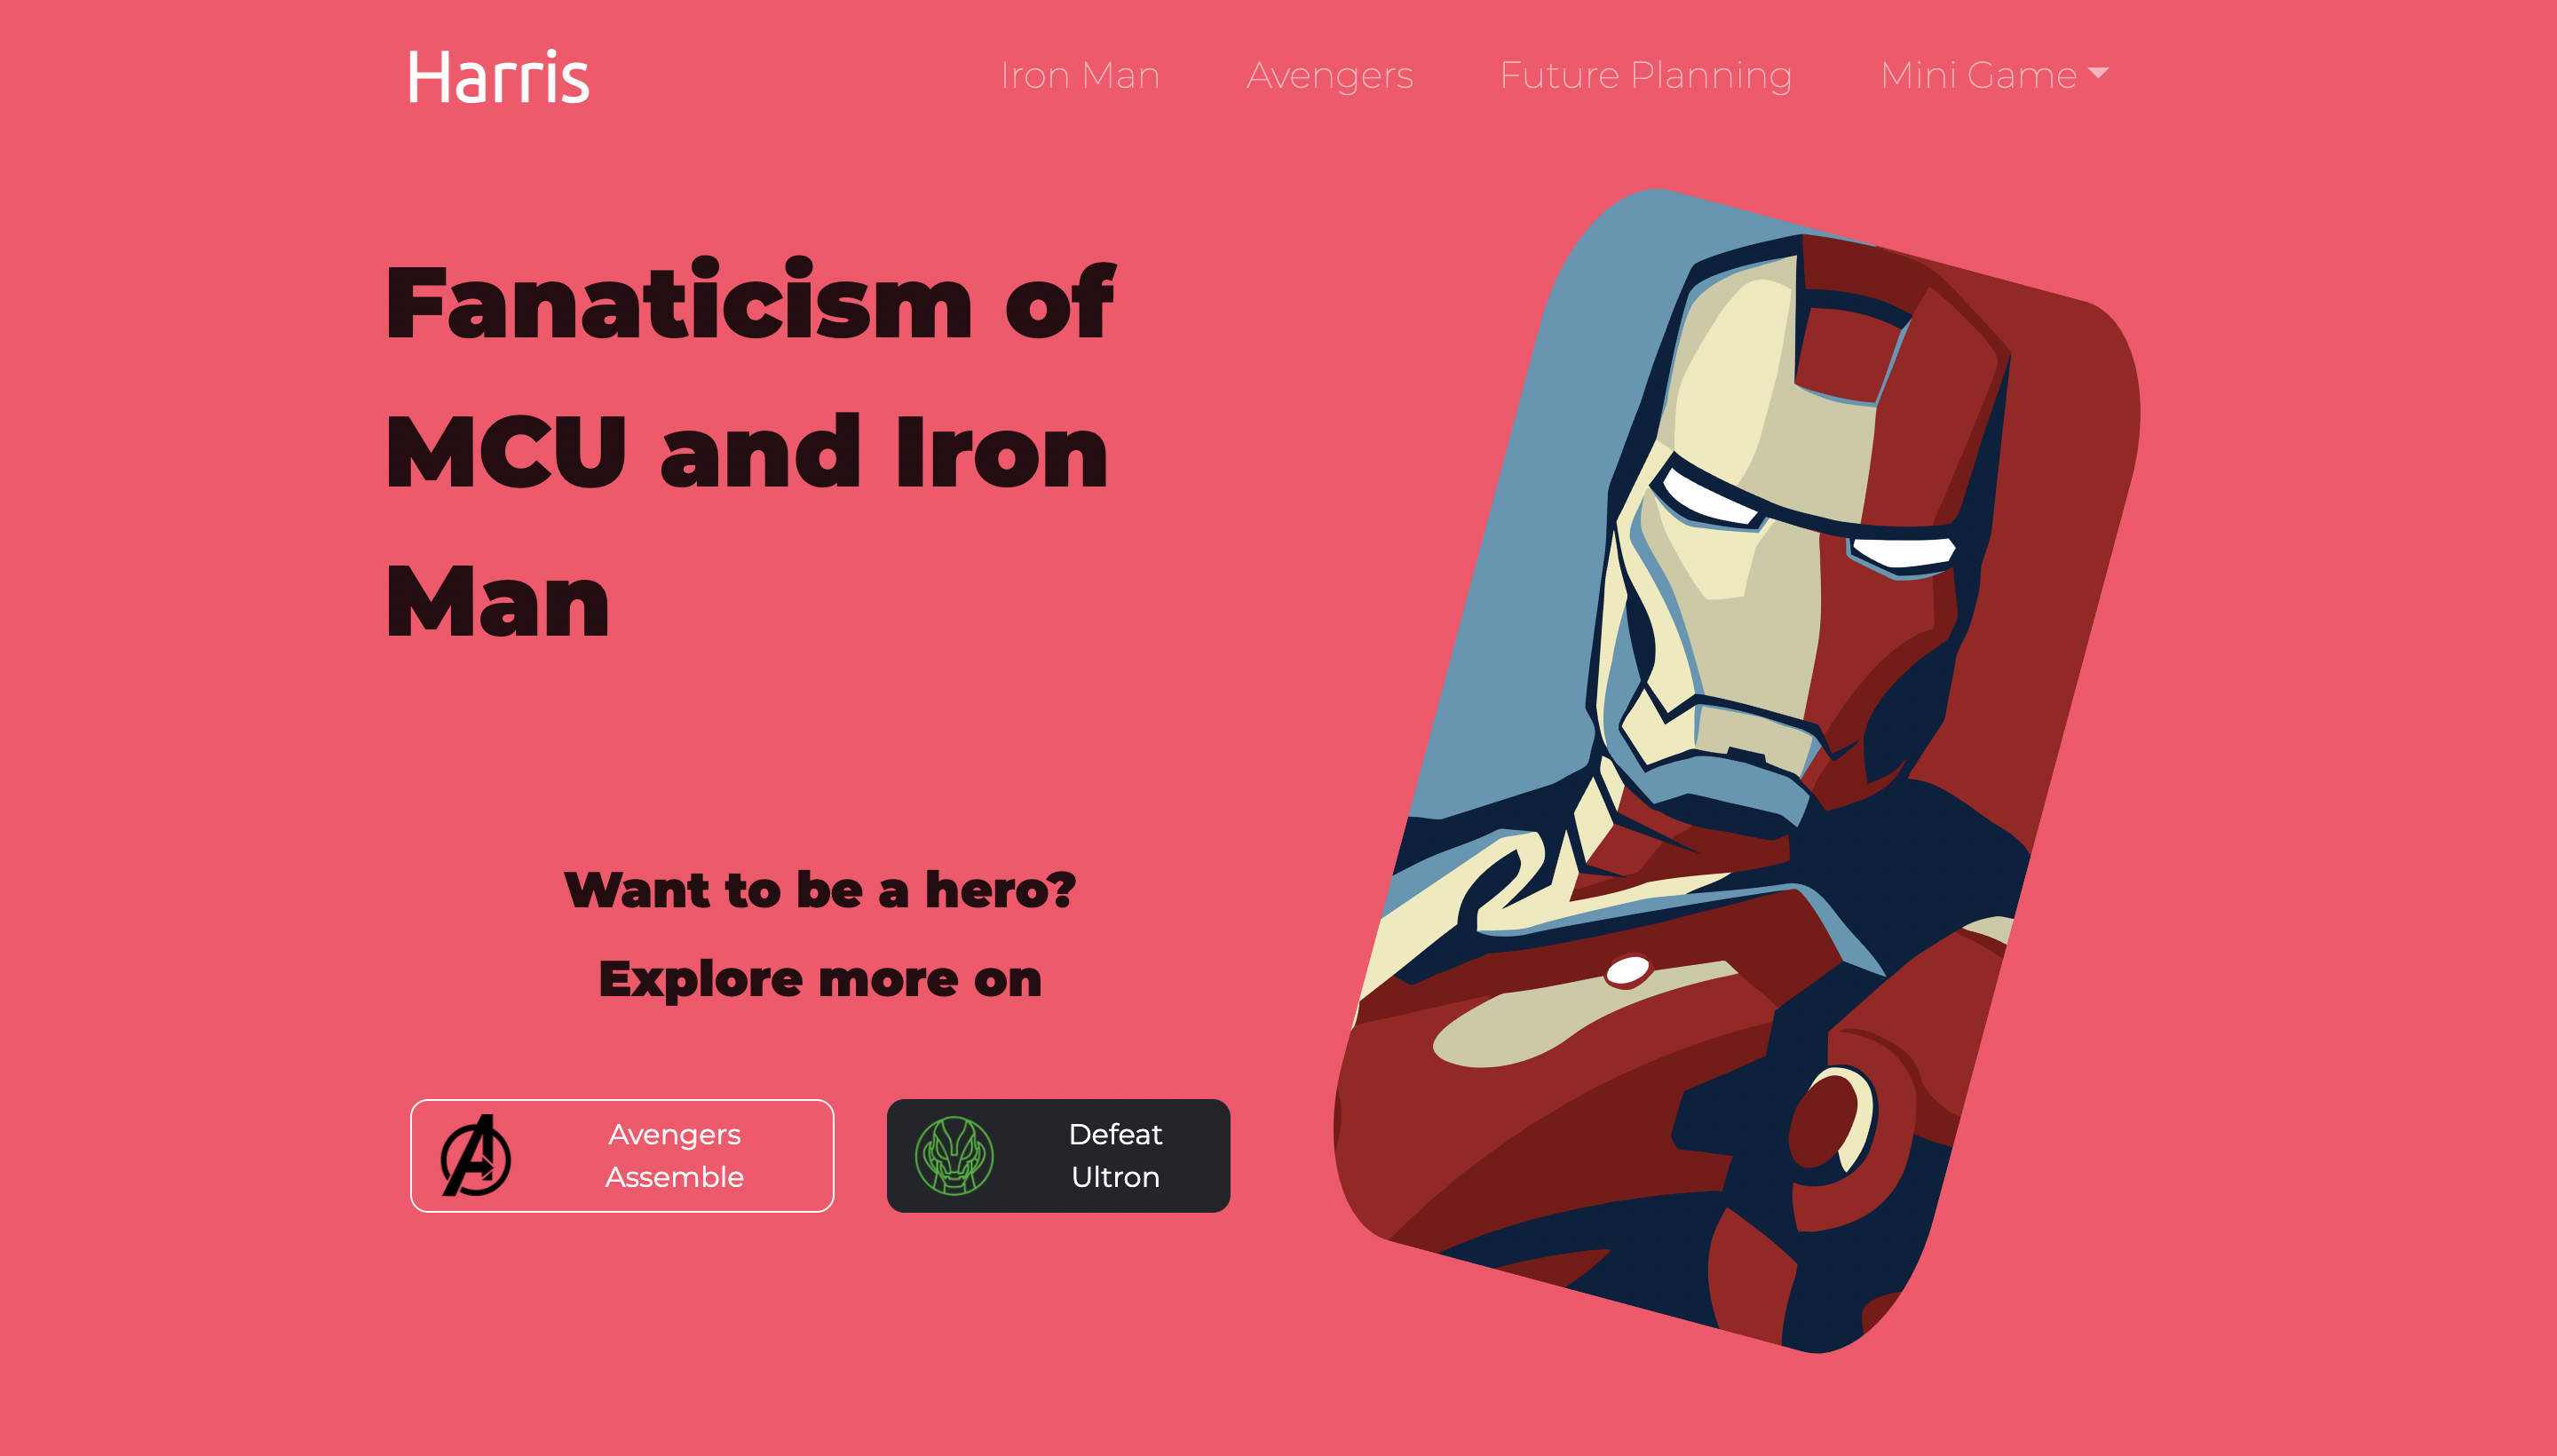 Harris
Iron Man
Avengers
Future Planning
Mini Game
Fanaticism of
MCU and Iron
Man
Want to be a hero?
Explore more on
Avengers
Assemble
Defeat
Ultron